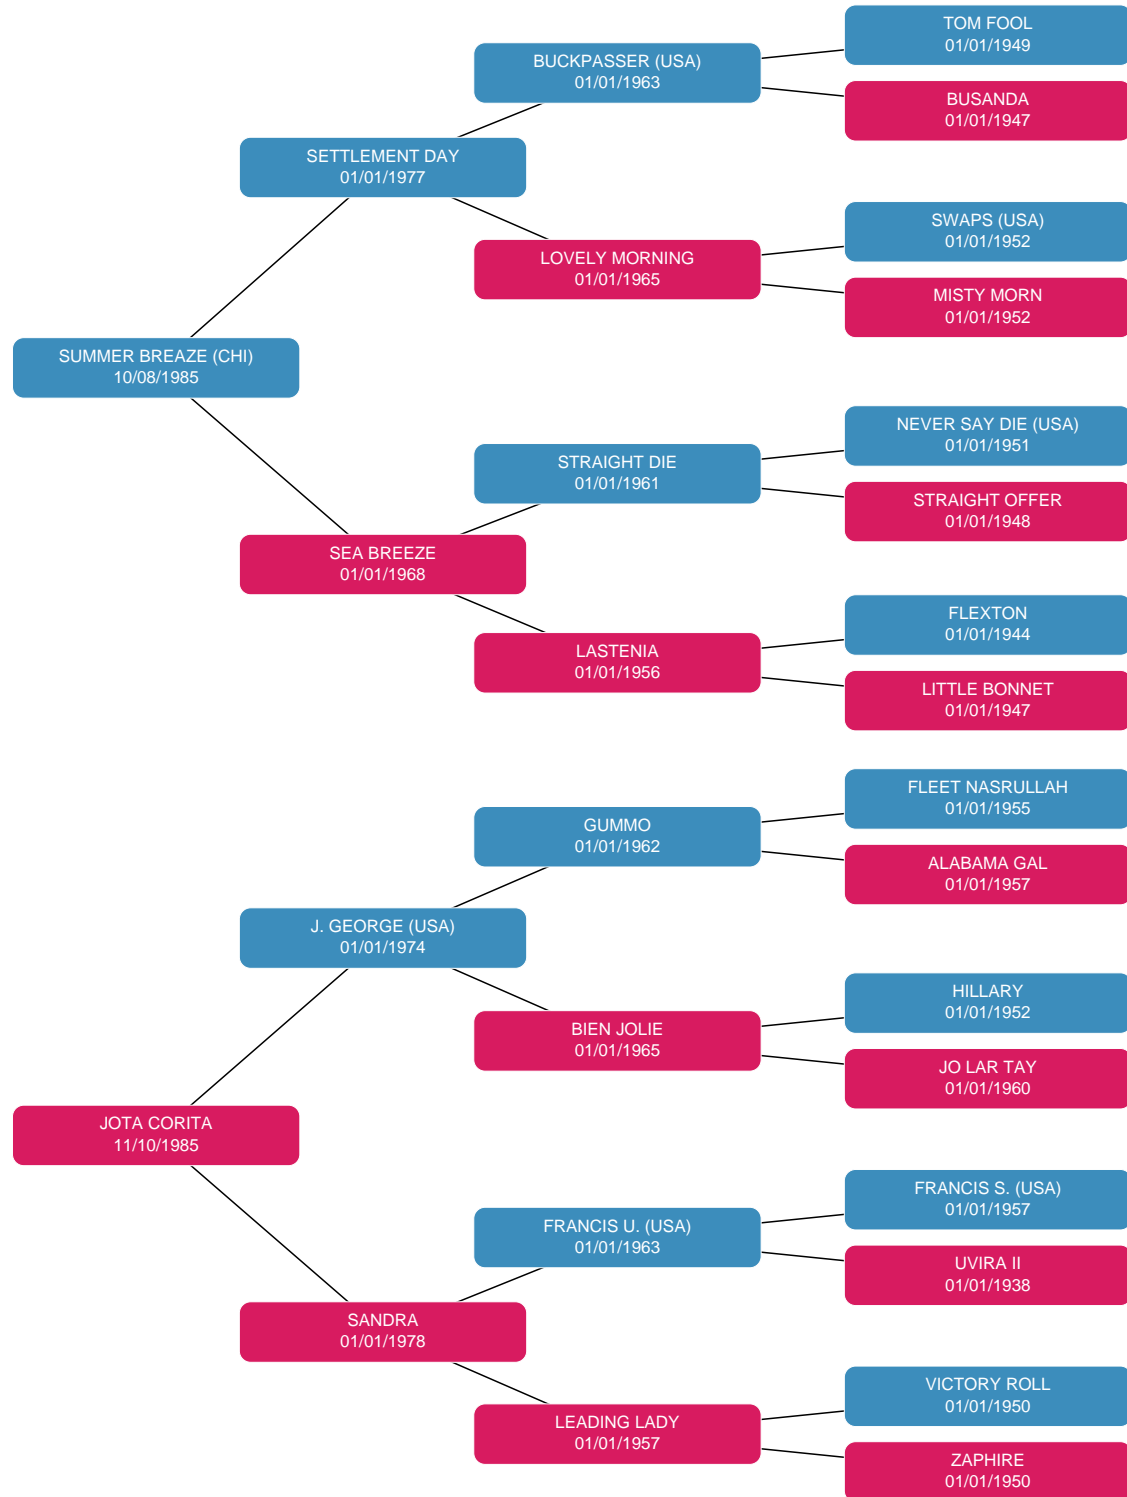 TOM FOOL
01/01/1949
BUCKPASSER (USA)
01/01/1963
BUSANDA
01/01/1947
SETTLEMENT DAY
01/01/1977
SWAPS (USA)
01/01/1952
LOVELY MORNING
01/01/1965
MISTY MORN
01/01/1952
SUMMER BREAZE (CHI)
10/08/1985
NEVER SAY DIE (USA)
01/01/1951
STRAIGHT DIE
01/01/1961
STRAIGHT OFFER
01/01/1948
SEA BREEZE
01/01/1968
FLEXTON
01/01/1944
LASTENIA
01/01/1956
LITTLE BONNET
01/01/1947
FLEET NASRULLAH
01/01/1955
GUMMO
01/01/1962
ALABAMA GAL
01/01/1957
J. GEORGE (USA)
01/01/1974
HILLARY
01/01/1952
BIEN JOLIE
01/01/1965
JO LAR TAY
01/01/1960
JOTA CORITA
11/10/1985
FRANCIS S. (USA)
01/01/1957
FRANCIS U. (USA)
01/01/1963
UVIRA II
01/01/1938
SANDRA
01/01/1978
VICTORY ROLL
01/01/1950
LEADING LADY
01/01/1957
ZAPHIRE
01/01/1950